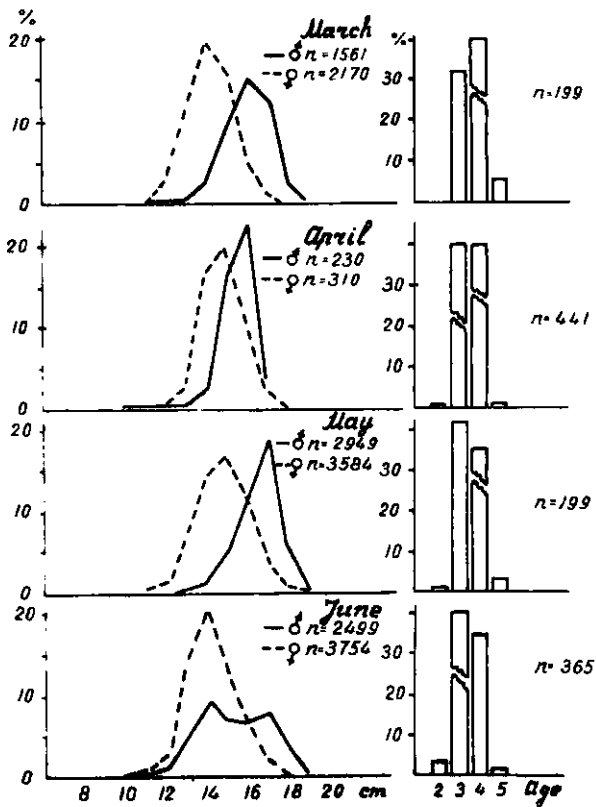 %
March
20
10
0
♂ n=1561
♀ n=2170
%
30
20
10
n=199
April
20
10
0
♂ n=230
♀ n=310
30
20
10
n=441
May
20
10
0
♂ n=2949
♀ n=3584
30
20
10
n=199
June
20
10
0
♂ n=2499
♀ n=3754
30
20
10
n=365
8 10 12 14 16 18 20 cm
2 3 4 5 age